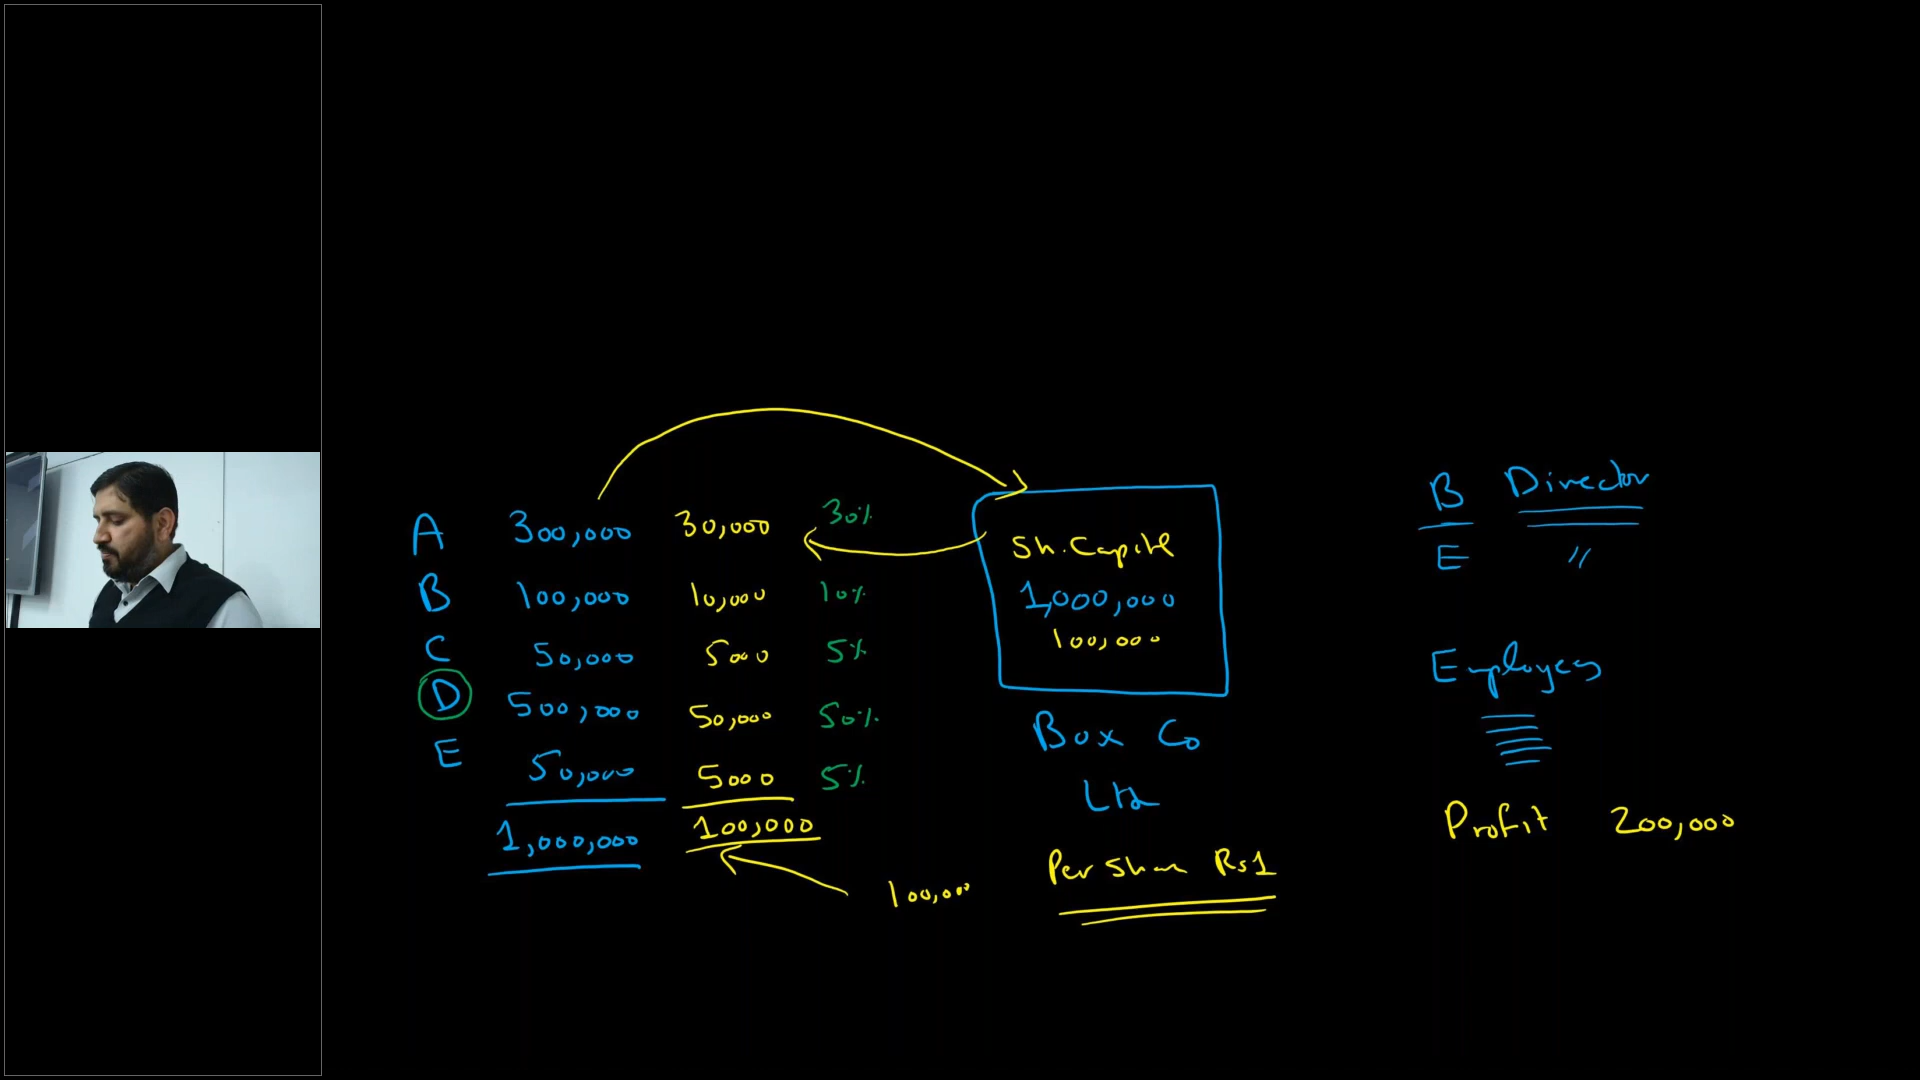 A 300,000 30,000 30%
B 100,000 10,000 10%
C 50,000 5000 5%
D 500,000 50,000 50%
E 50,000 5000 5%
1,000,000 100,000
100,000
Sh. Capital
1,000,000
100,000
Box Co
Ltd
Per Share Rs1
B Director
E "
Employees
Profit 200,000